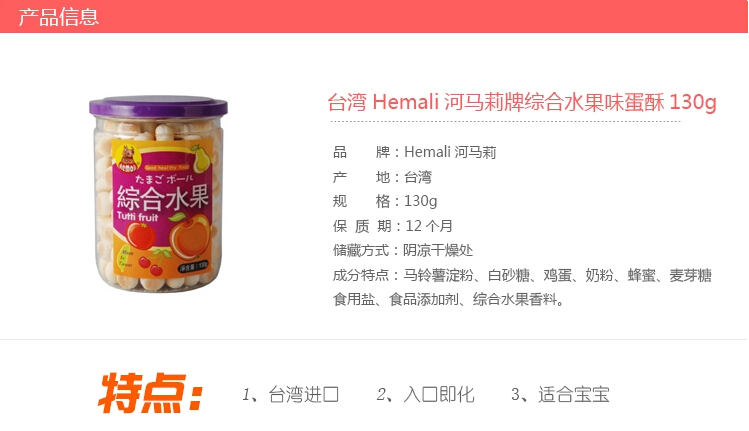 产品信息
台湾 Hemali 河马莉牌综合水果味蛋酥 130g
品 牌：Hemali 河马莉
产 地：台湾
规 格：130g
保 质 期：12 个月
储藏方式：阴凉干燥处
成分特点：马铃薯淀粉、白砂糖、鸡蛋、奶粉、蜂蜜、麦芽糖
食用盐、食品添加剂、综合水果香料。
たまごボール
綜合水果
Tutti fruit
特点：
1、台湾进口
2、入口即化
3、适合宝宝